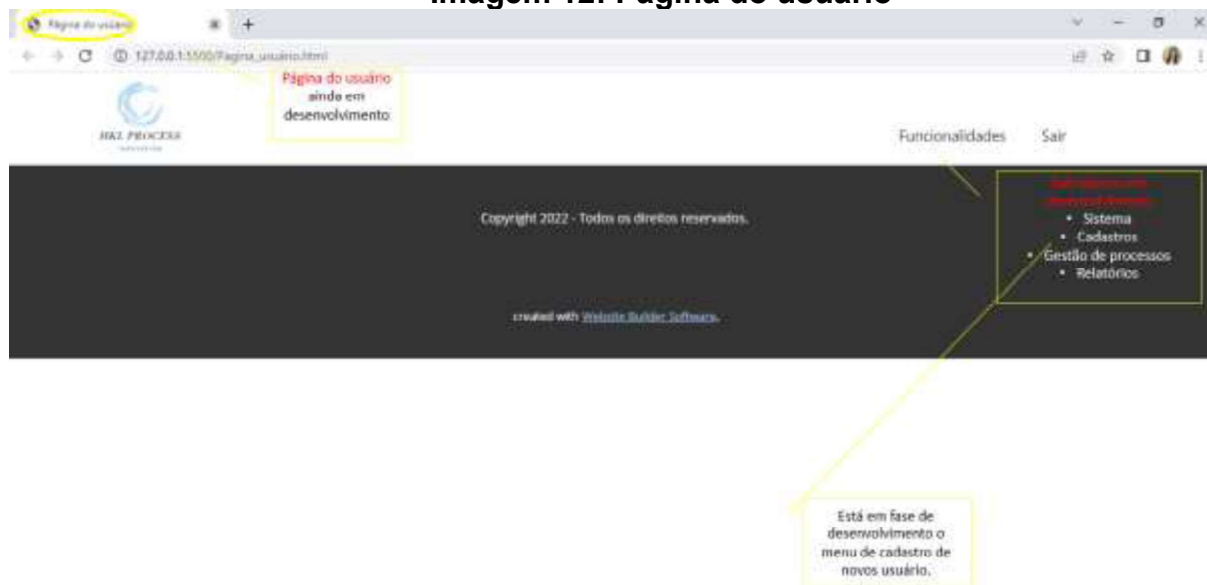 Imagem 12: Página do usuário
Página do usuário
127.0.0.1:5500/Pagina_usuário.html
Página do usuário
ainda em
desenvolvimento
PROCESS
Funcionalidades Sair
Copyright 2022 - Todos os direitos reservados.
• Sistema
• Cadastros
• Gestão de processos
• Relatórios
created with Website Builder Software.
Está em fase de
desenvolvimento o
menu de cadastro de
novos usuário.